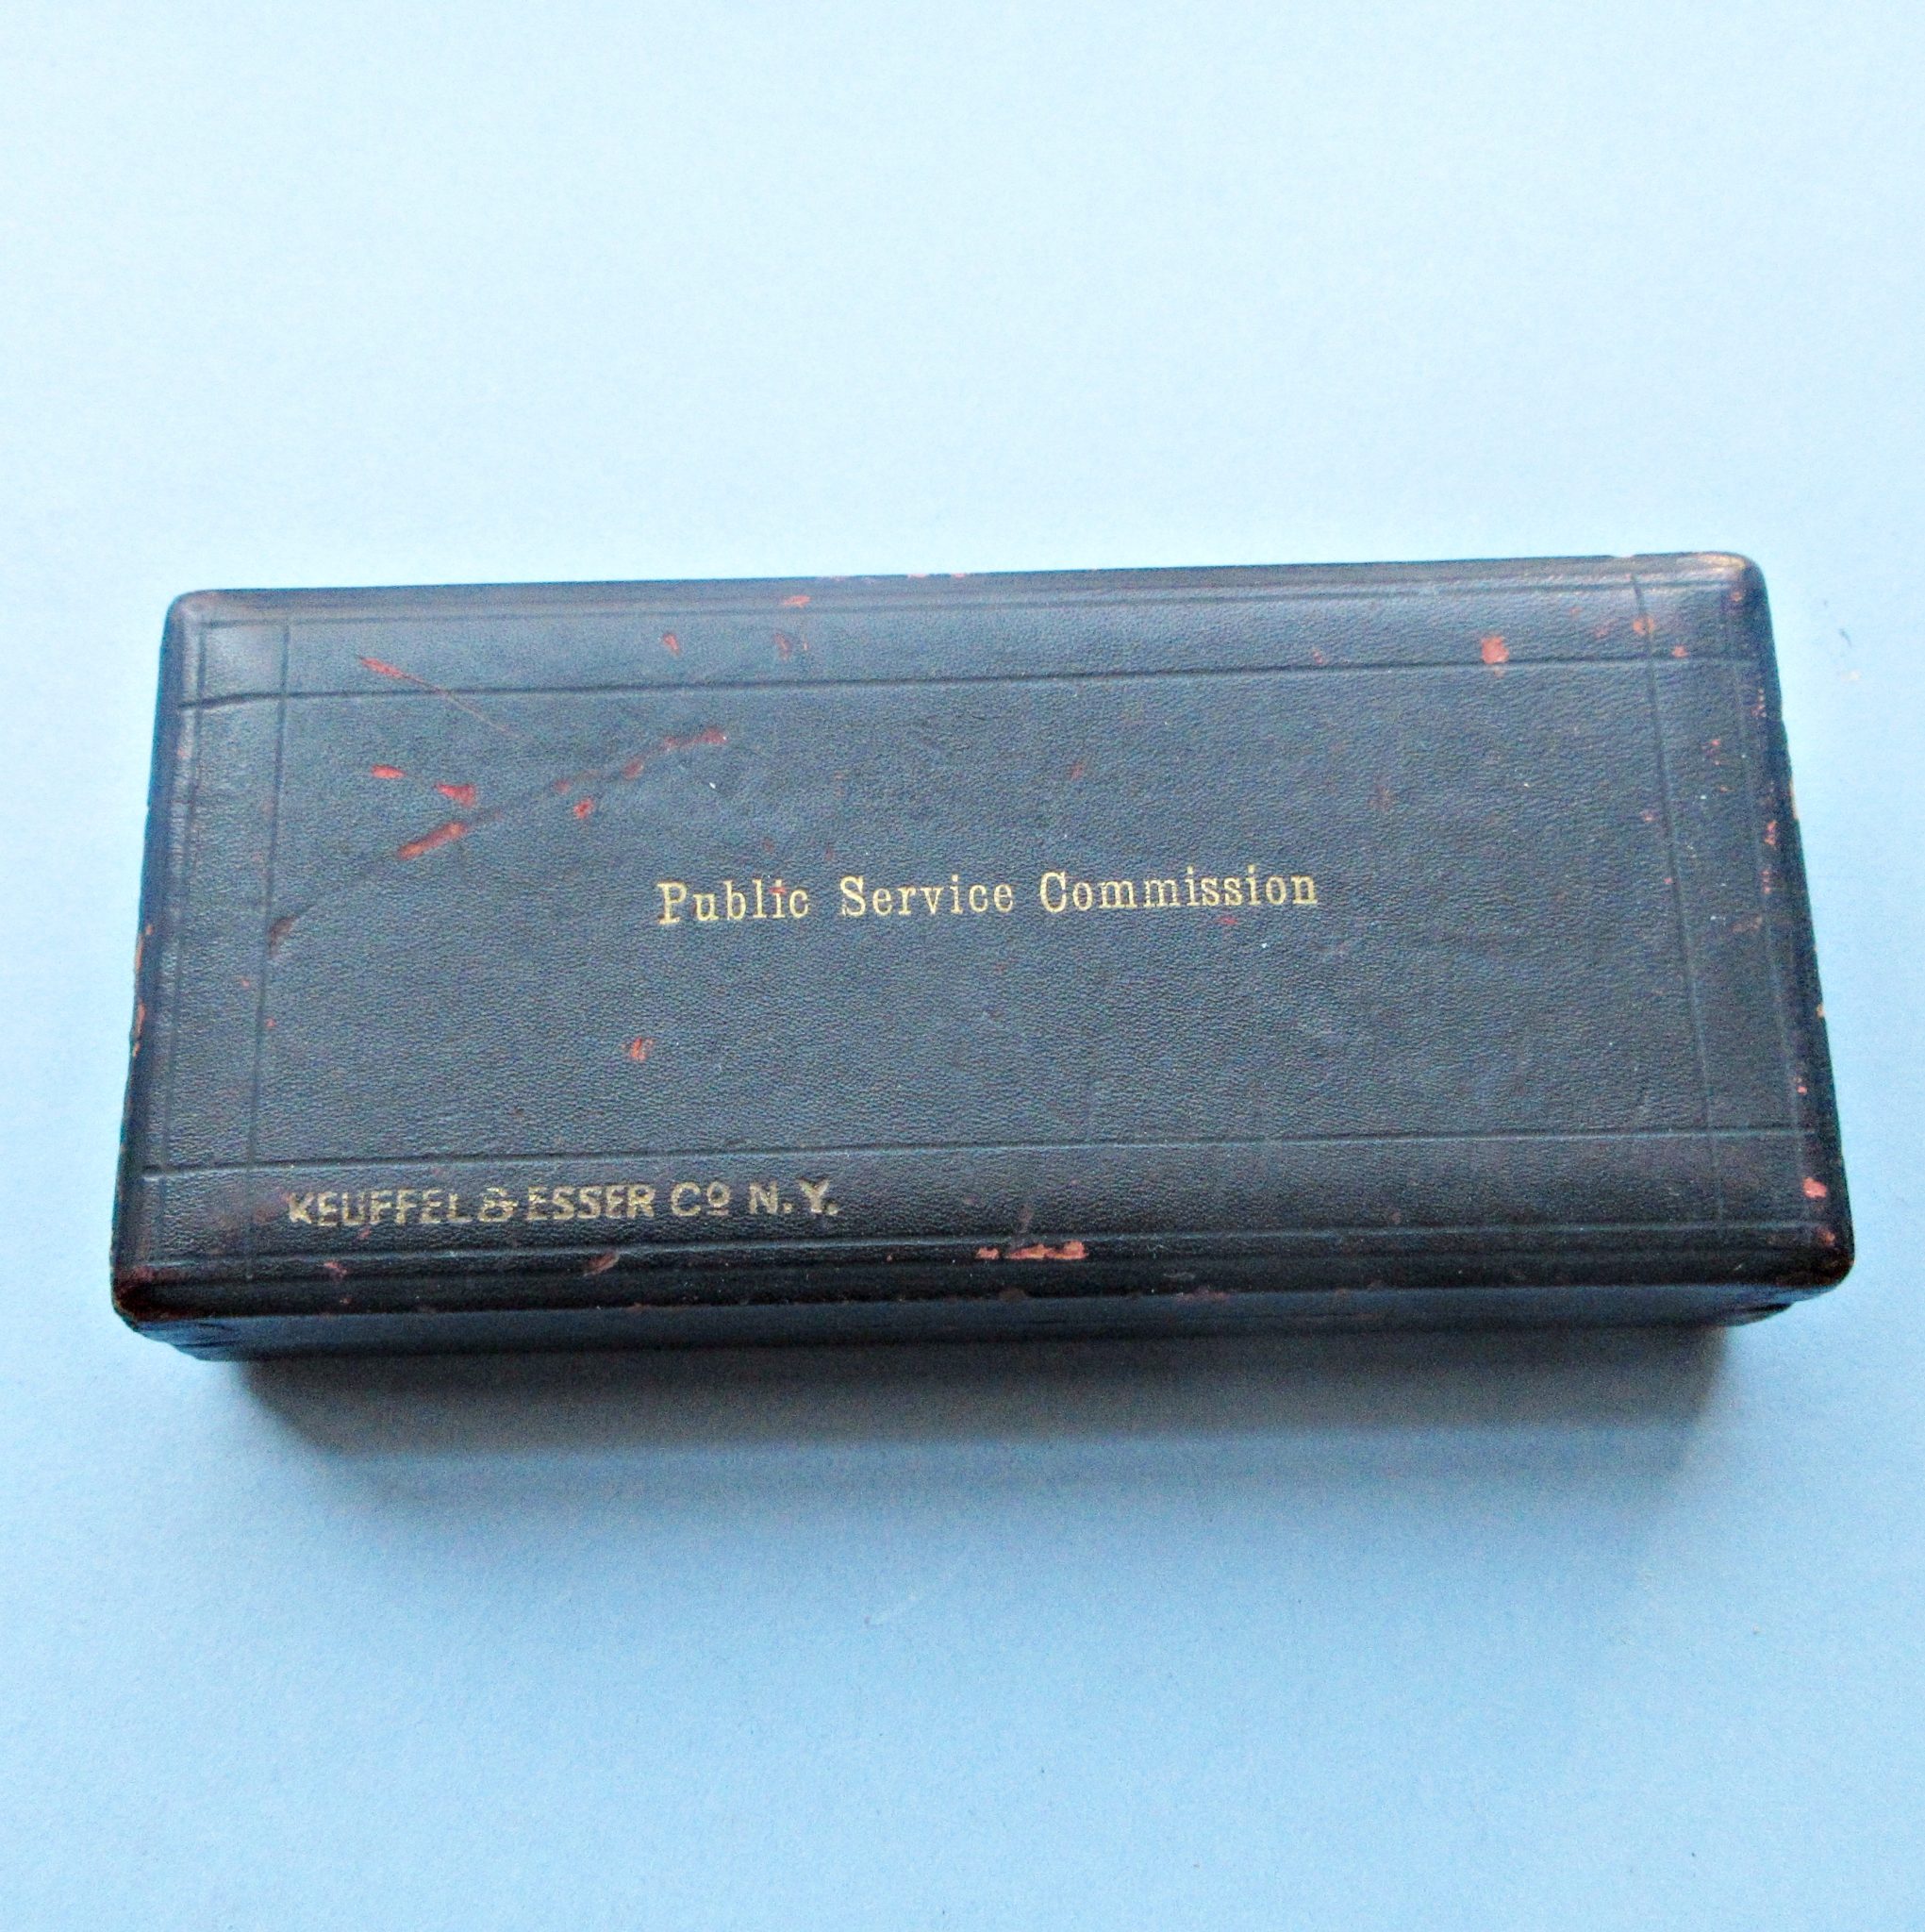 Public Service Commission
KEUFFEL & ESSER Cº N.Y.